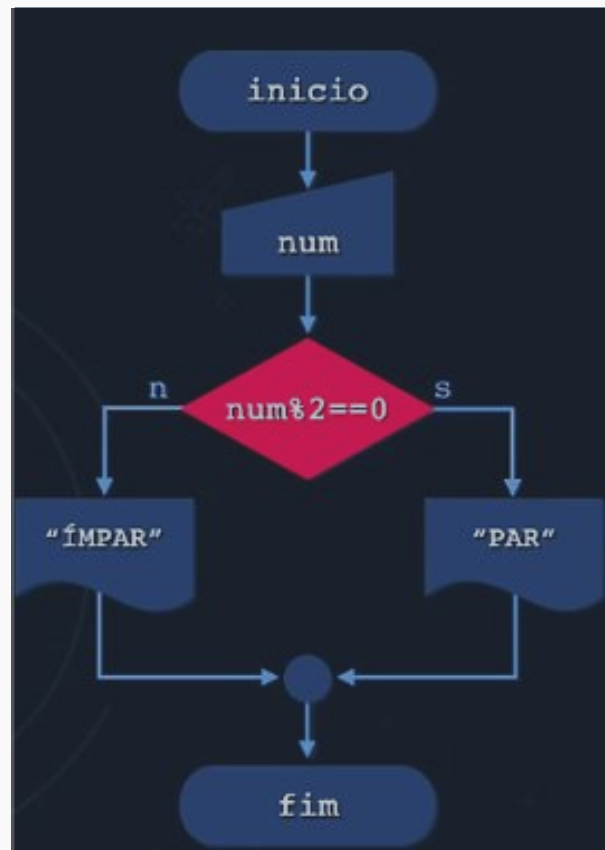 inicio
num
n
num%2==0
s
“ÍMPAR”
“PAR”
fim